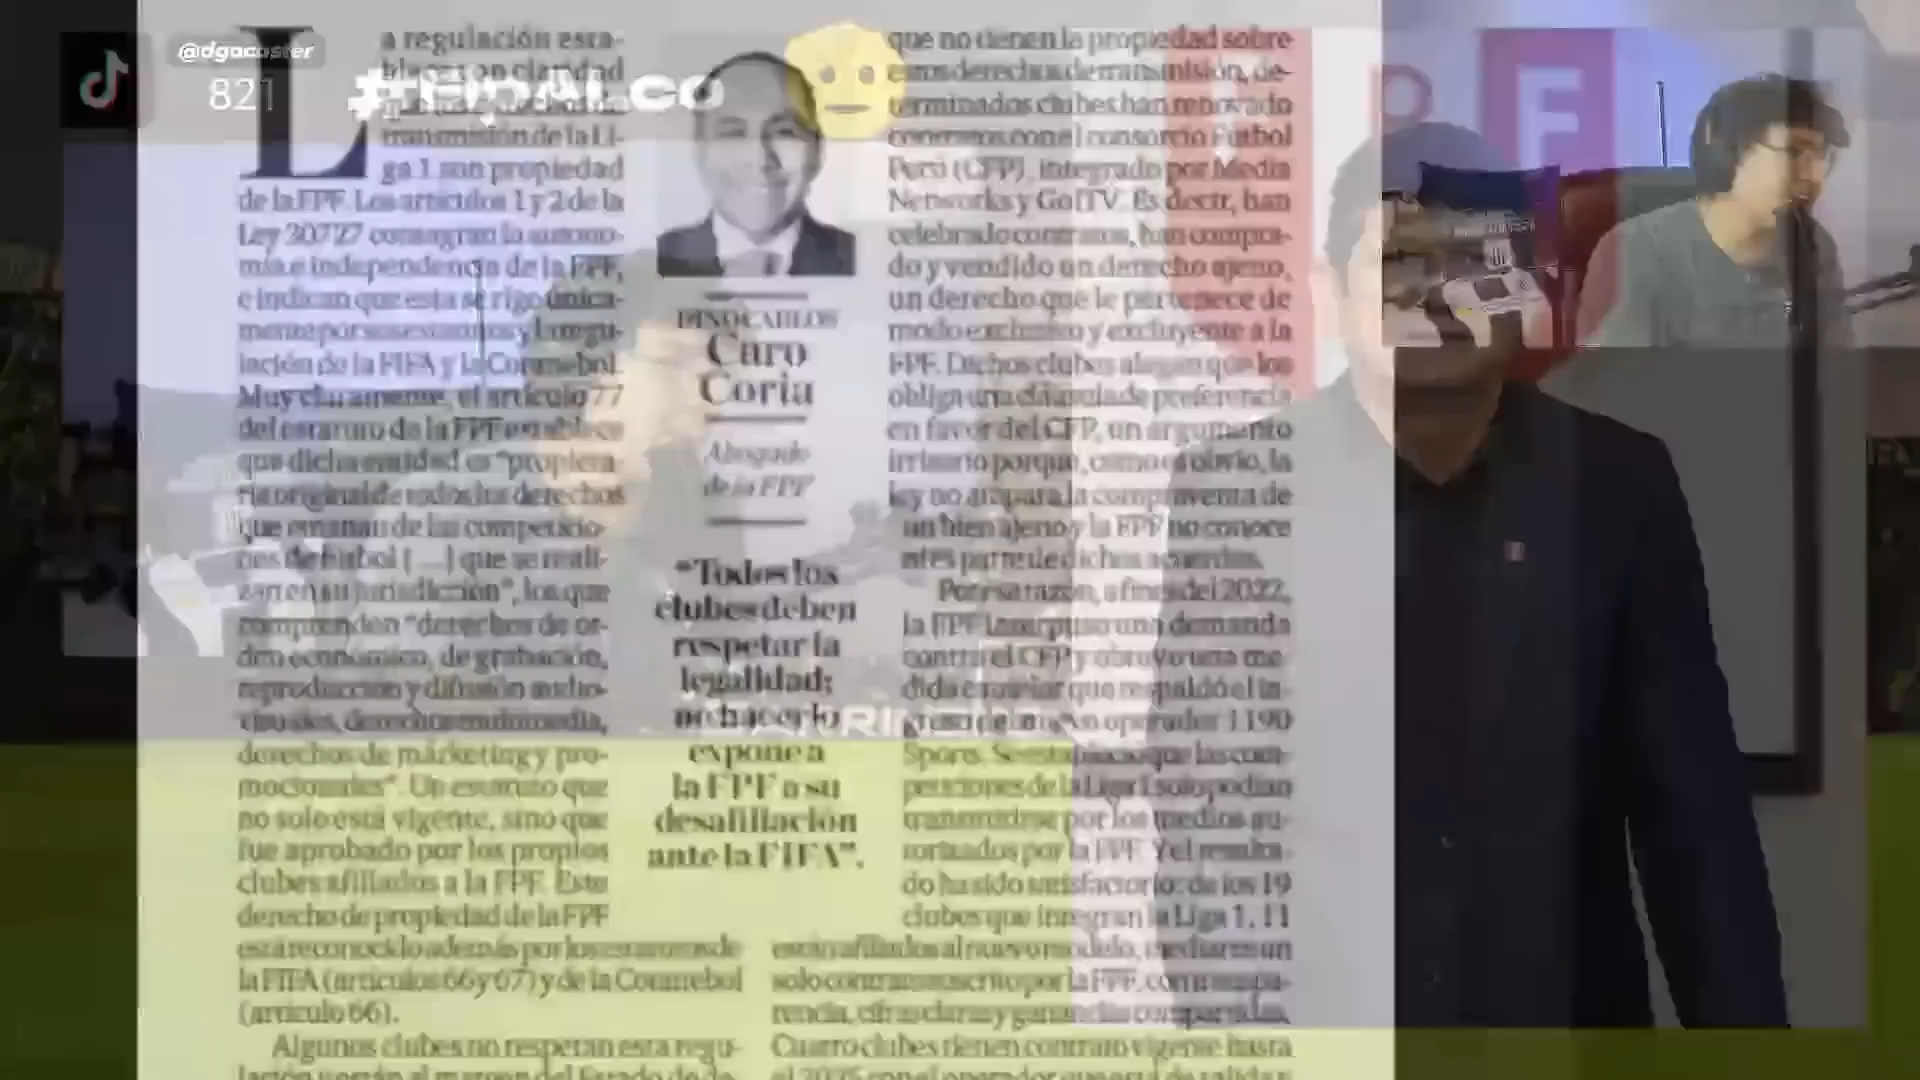 @dgacoster
821
La regulación esta-
blece con claridad
transmisión de la Li-
ga 1 son propiedad
de la FPF. Los artículos 1 y 2 de la
Ley 30727 consagran la autono-
mía e independencia de la FPF,
e indican que esta se rige única-
mente por sus estatutos y la regu-
lación de la FIFA y la Conmebol.
Muy claramente, el artículo 77
del estatuto de la FPF establece
que dicha entidad es "propieta-
ria original de todos los derechos
que emanan de las competicio-
nes de fútbol (...) que se reali-
cen en su jurisdicción", los que
comprenden "derechos de or-
den económico, de grabación,
reproducción y difusión audio-
visuales, derechos multimedia,
derechos de márketing y pro-
mocionales". Un estatuto que
no solo está vigente, sino que
fue aprobado por los propios
clubes afiliados a la FPF. Este
derecho de propiedad de la FPF
está reconocido además por los estatutos de
la FIFA (artículos 66 y 67) y de la Conmebol
(artículo 66).
Algunos clubes no respetan esta regu-
DINO CARLOS
Caro
Coria
Abogado
de la FPF
"Todos los
clubes deben
respetar la
legalidad;
no hacerlo
expone a
la FPF a su
desafiliación
ante la FIFA".
que no tienen la propiedad sobre
esos derechos de transmisión, de-
terminados clubes han renovado
contratos con el consorcio Fútbol
Perú (CFP), integrado por Media
Networks y GolTV. Es decir, han
celebrado contratos, han compra-
do y vendido un derecho ajeno,
un derecho que le pertenece de
modo exclusivo y excluyente a la
FPF. Dichos clubes alegan que los
obliga una cláusula de preferencia
en favor del CFP, un argumento
irrisorio porque, como es obvio, la
ley no ampara la compraventa de
un bien ajeno y la FPF no conoce
ni es parte de dichos acuerdos.
Por esa razón, a fines del 2022,
la FPF interpuso una demanda
contra el CFP y obtuvo una me-
dida cautelar que respaldó el in-
greso del nuevo operador 1190
Sports. Se estableció que las com-
peticiones de la Liga 1 solo podían
transmitirse por los medios au-
torizados por la FPF. Y el resulta-
do ha sido satisfactorio: de los 19
clubes que integran la Liga 1, 11
están afiliados al nuevo modelo, mediante un
solo contrato suscrito por la FPF, con transpa-
rencia, cifras claras y ganancias compartidas.
Cuatro clubes tienen contrato vigente hasta
F